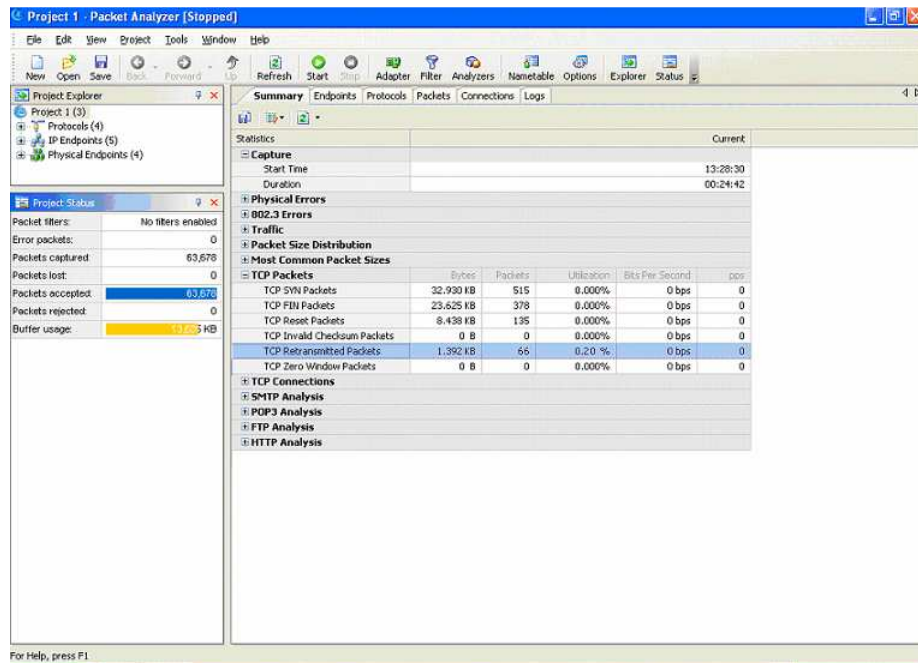 Project 1 - Packet Analyzer [Stopped]
File Edit View Project Tools Window Help
New Open Save Back Forward Up Refresh Start Stop Adapter Filter Analyzers Nametable Options Explorer Status
Project Explorer
Project 1 (3)
Protocols (4)
IP Endpoints (5)
Physical Endpoints (4)
Project Status
Packet filters: No filters enabled
Error packets: 0
Packets captured: 63,678
Packets lost: 0
Packets accepted: 63,678
Packets rejected: 0
Buffer usage: KB
Summary Endpoints Protocols Packets Connections Logs
Statistics Current
Capture
Start Time 13:28:30
Duration 00:24:42
Physical Errors
802.3 Errors
Traffic
Packet Size Distribution
Most Common Packet Sizes
TCP Packets Bytes Packets Utilization Bits Per Second pps
TCP SYN Packets 32.930 KB 515 0.000% 0 bps 0
TCP FIN Packets 23.625 KB 378 0.000% 0 bps 0
TCP Reset Packets 8.438 KB 135 0.000% 0 bps 0
TCP Invalid Checksum Packets 0 B 0 0.000% 0 bps 0
TCP Retransmitted Packets 1.392 KB 66 0.20 % 0 bps 0
TCP Zero Window Packets 0 B 0 0.000% 0 bps 0
TCP Connections
SMTP Analysis
POP3 Analysis
FTP Analysis
HTTP Analysis
For Help, press F1